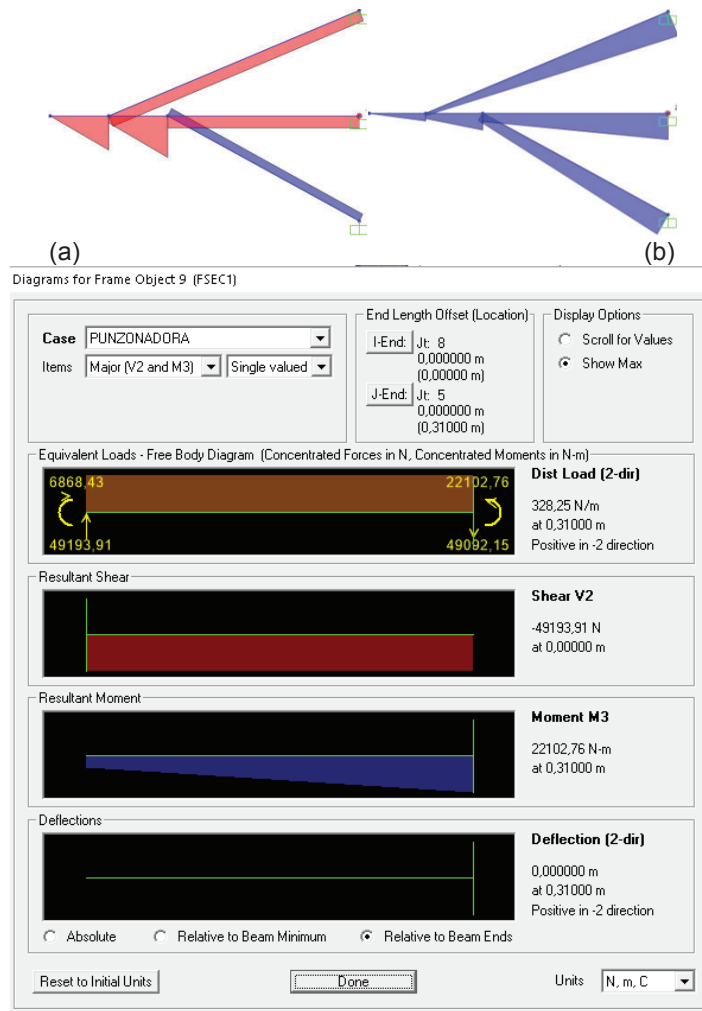 (a)
(b)
Diagrams for Frame Object 9 (FSEC1)
Case PUNZONADORA
Items Major (V2 and M3) Single valued
End Length Offset (Location)
I-End: Jt: 8
0,000000 m
(0,00000 m)
J-End: Jt: 5
0,000000 m
(0,31000 m)
Display Options
Scroll for Values
Show Max
Equivalent Loads - Free Body Diagram (Concentrated Forces in N, Concentrated Moments in N-m)
6868,43
22102,76
49193,91
49092,15
Dist Load (2-dir)
328,25 N/m
at 0,31000 m
Positive in -2 direction
Resultant Shear
Shear V2
-49193,91 N
at 0,00000 m
Resultant Moment
Moment M3
22102,76 N-m
at 0,31000 m
Deflections
Deflection (2-dir)
0,000000 m
at 0,31000 m
Positive in -2 direction
Absolute
Relative to Beam Minimum
Relative to Beam Ends
Reset to Initial Units
Done
Units N, m, C